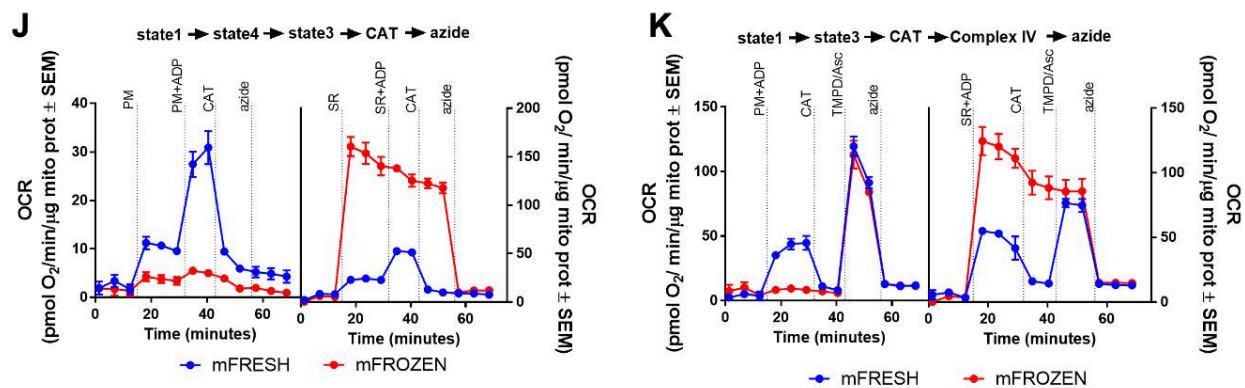 J
state1 → state4 → state3 → CAT → azide
PM
PM+ADP
CAT
azide
SR
SR+ADP
CAT
azide
OCR
(pmol O2/min/µg mito prot ± SEM)
40
30
20
10
0
200
150
100
50
0
OCR
(pmol O2/ min/µg mito prot ± SEM)
0 20 40 60
0 20 40 60
Time (minutes)
Time (minutes)
mFRESH
mFROZEN
K
state1 → state3 → CAT → Complex IV → azide
PM+ADP
CAT
TMPD/Asc
azide
SR+ADP
CAT
TMPD/Asc
azide
OCR
(pmol O2/min/µg mito prot ± SEM)
150
100
50
0
150
100
50
0
OCR
(pmol O2/ min/µg mito prot ± SEM)
0 20 40 60
0 20 40 60
Time (minutes)
Time (minutes)
mFRESH
mFROZEN